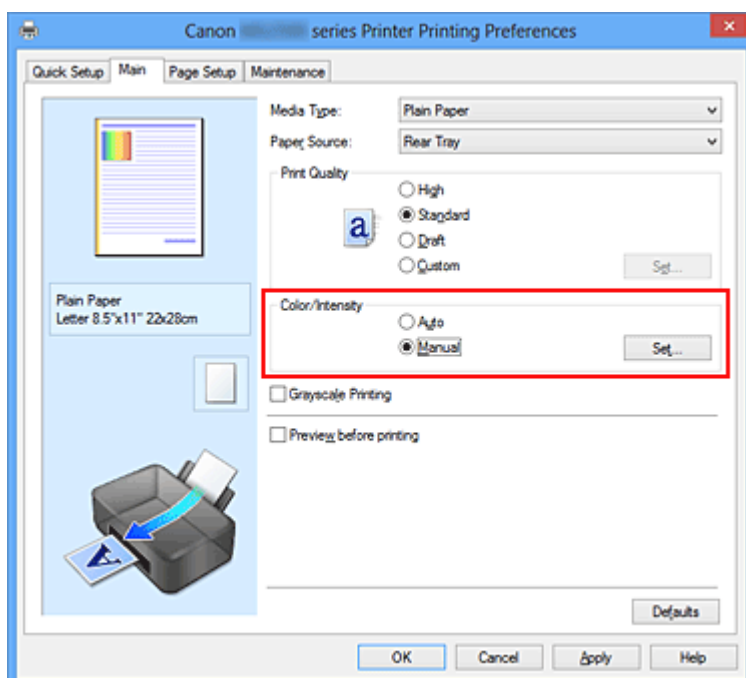 Canon series Printer Printing Preferences
Quick Setup Main Page Setup Maintenance
Media Type: Plain Paper
Paper Source: Rear Tray
Print Quality
High
a Standard
Draft
Custom Set...
Plain Paper
Letter 8.5"x11" 22x28cm
Color/Intensity
Auto
Manual Set...
Grayscale Printing
Preview before printing
A
Defaults
OK Cancel Apply Help